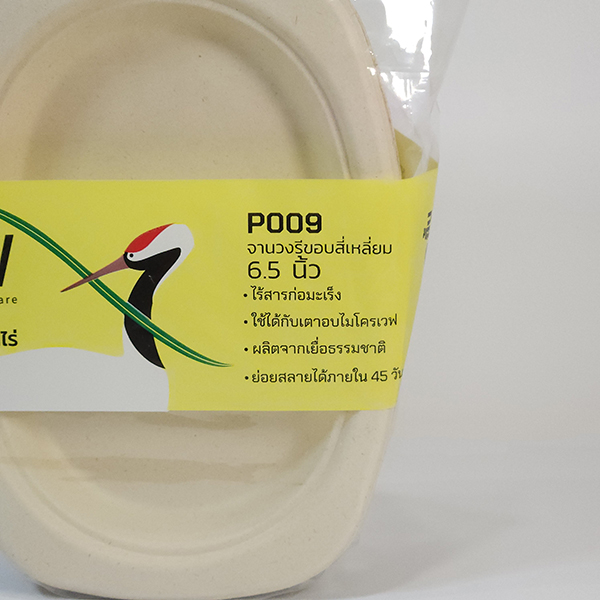 P009
จานวงรีขอบสี่เหลี่ยม
6.5 นิ้ว
• ไร้สารก่อมะเร็ง
• ใช้ได้กับเตาอบไมโครเวฟ
• ผลิตจากเยื่อธรรมชาติ
• ย่อยสลายได้ภายใน 45 วัน